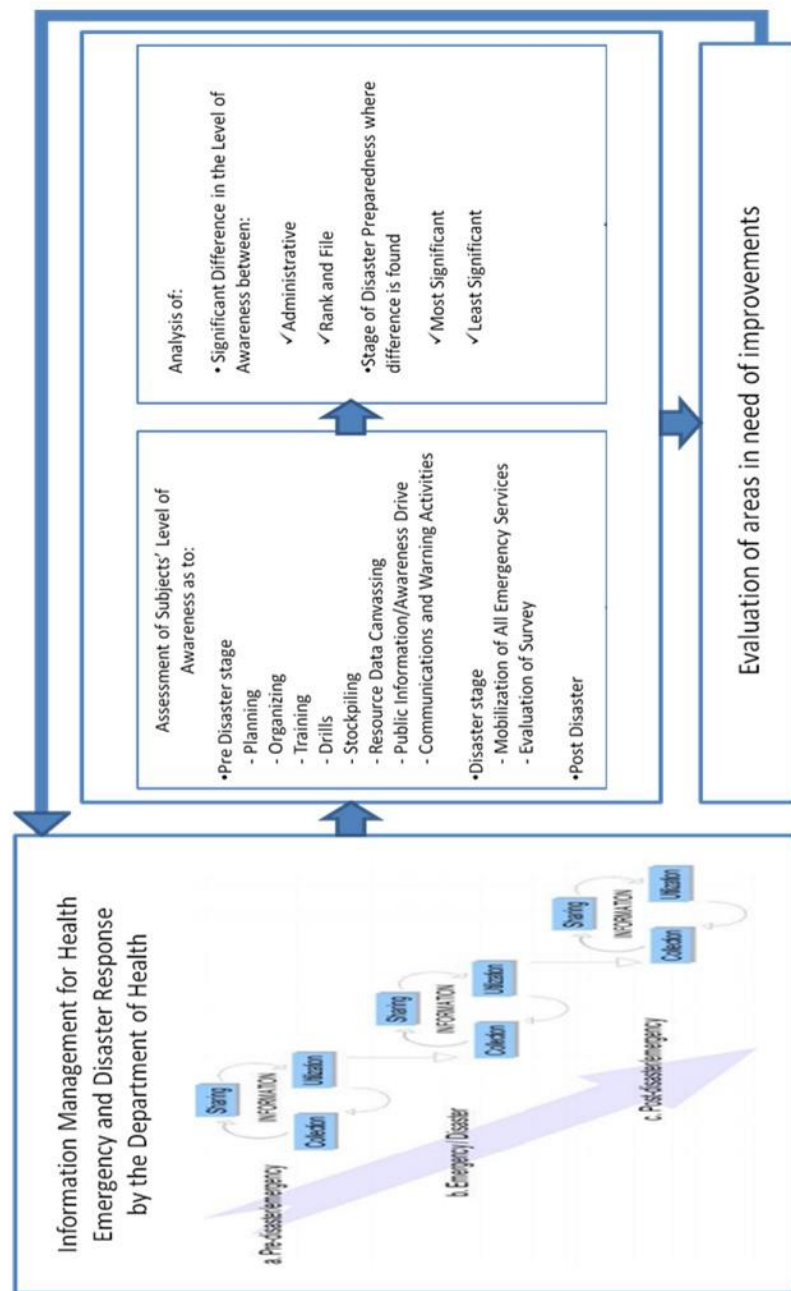 Information Management for Health
Emergency and Disaster Response
by the Department of Health
a. Pre-disaster/emergency
Sharing
INFORMATION
Collection
Utilization
b. Emergency/Disaster
Sharing
INFORMATION
Collection
Utilization
c. Post-disaster/emergency
Sharing
INFORMATION
Collection
Utilization
Assessment of Subjects' Level of
Awareness as to:
•Pre Disaster stage
- Planning
- Organizing
- Training
- Drills
- Stockpiling
- Resource Data Canvassing
- Public Information/Awareness Drive
- Communications and Warning Activities
•Disaster stage
- Mobilization of All Emergency Services
- Evaluation of Survey
•Post Disaster
Analysis of:
• Significant Difference in the Level of
Awareness between:
✓Administrative
✓Rank and File
•Stage of Disaster Preparedness where
difference is found
✓Most Significant
✓Least Significant
Evaluation of areas in need of improvements